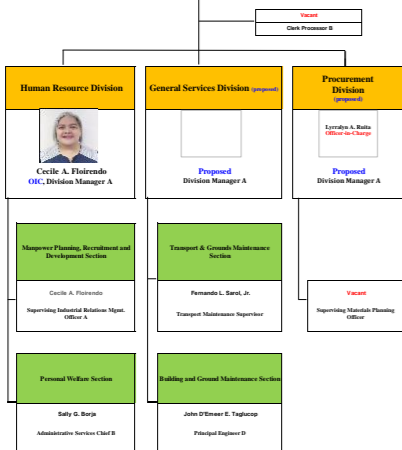 Vacant
Clerk Processor B
Human Resource Division
Cecile A. Floirendo
OIC, Division Manager A
General Services Division (proposed)
Proposed
Division Manager A
Procurement
Division
(proposed)
Lyrralyn A. Ruita
Officer-in-Charge
Proposed
Division Manager A
Manpower Planning, Recruitment and
Development Section
Cecile A. Floirendo
Supervising Industrial Relations Mgmt.
Officer A
Transport & Grounds Maintenance
Section
Fernando L. Sarol, Jr.
Transport Maintenance Supervisor
Vacant
Supervising Materials Planning
Officer
Personal Welfare Section
Sally G. Borja
Administrative Services Chief B
Building and Ground Maintenance Section
John D'Emeer E. Taglucop
Principal Engineer D